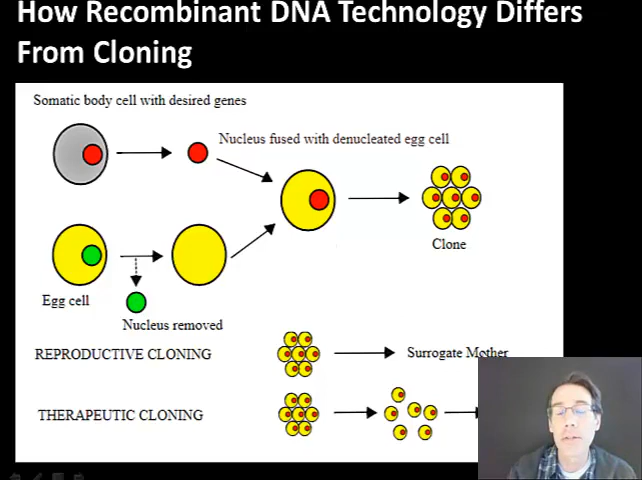 How Recombinant DNA Technology Differs
From Cloning
Somatic body cell with desired genes
Nucleus fused with denucleated egg cell
Clone
Egg cell
Nucleus removed
REPRODUCTIVE CLONING
Surrogate Mother
THERAPEUTIC CLONING